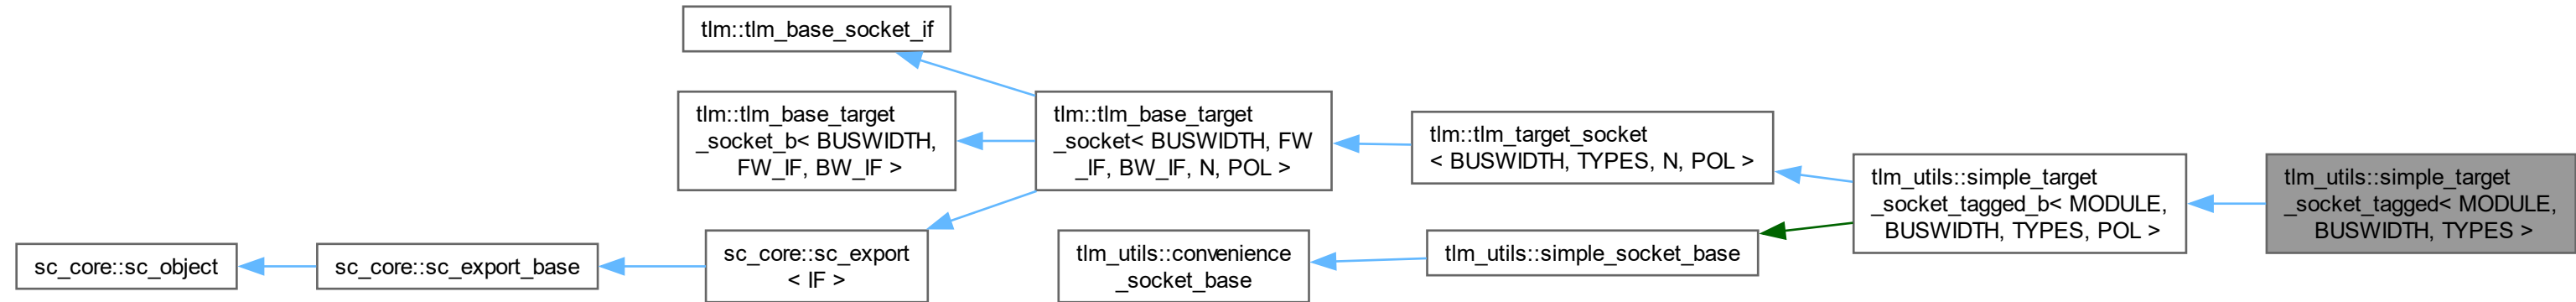 tlm::tlm_base_socket_if
tlm::tlm_base_target
_socket_b< BUSWIDTH,
FW_IF, BW_IF >
sc_core::sc_object
sc_core::sc_export_base
sc_core::sc_export
< IF >
tlm::tlm_base_target
_socket< BUSWIDTH, FW
_IF, BW_IF, N, POL >
tlm_utils::convenience
_socket_base
tlm::tlm_target_socket
< BUSWIDTH, TYPES, N, POL >
tlm_utils::simple_socket_base
tlm_utils::simple_target
_socket_tagged_b< MODULE,
BUSWIDTH, TYPES, POL >
tlm_utils::simple_target
_socket_tagged< MODULE,
BUSWIDTH, TYPES >